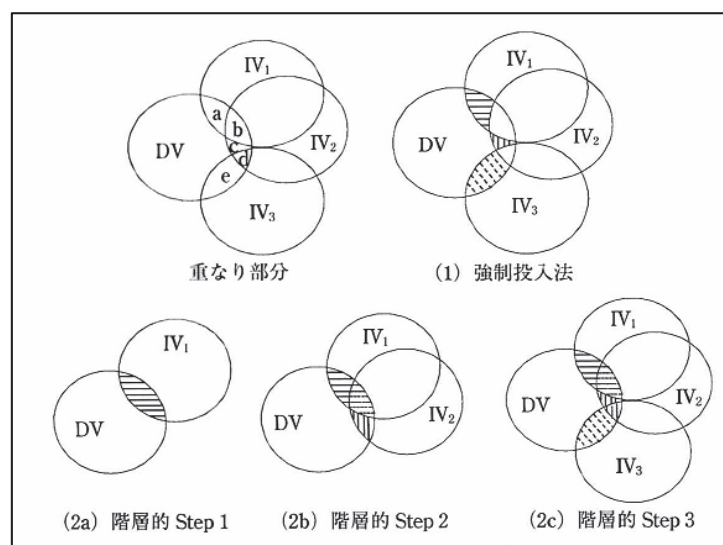 IV₁
a
b
DV
IV₂
c
d
e
IV₃
重なり部分
IV₁
DV
IV₂
IV₃
(1) 強制投入法
IV₁
DV
(2a) 階層的 Step 1
IV₁
DV
IV₂
(2b) 階層的 Step 2
IV₁
DV
IV₂
IV₃
(2c) 階層的 Step 3